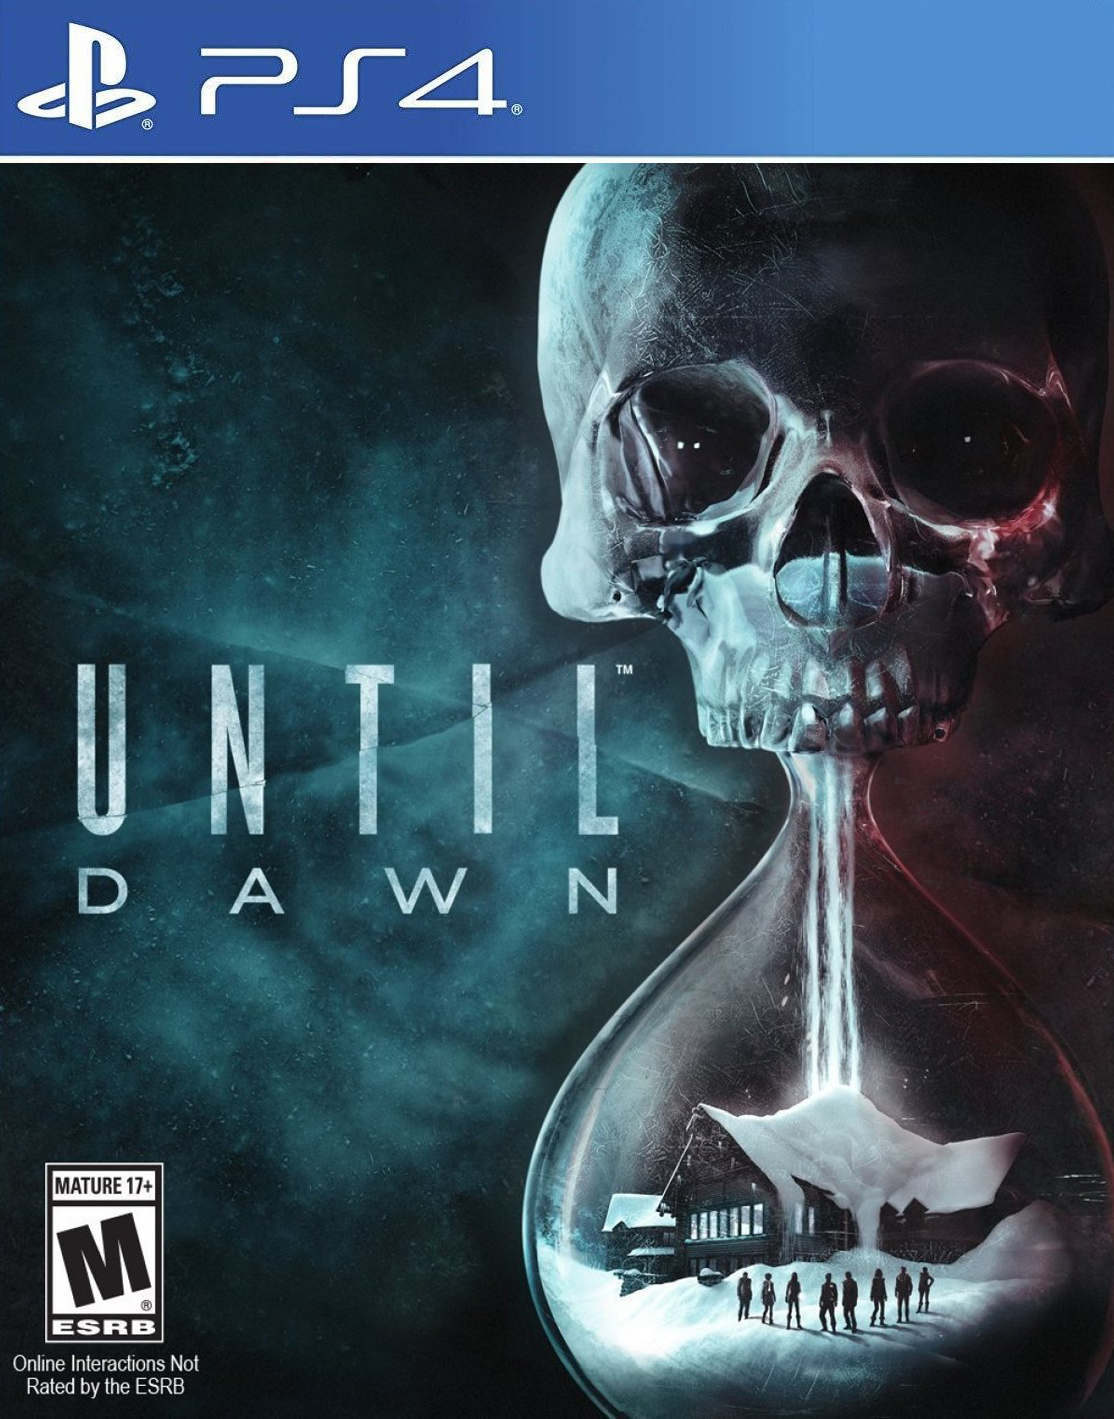 PS4®
UNTIL™
DAWN
MATURE 17+
M®
ESRB
Online Interactions Not
Rated by the ESRB